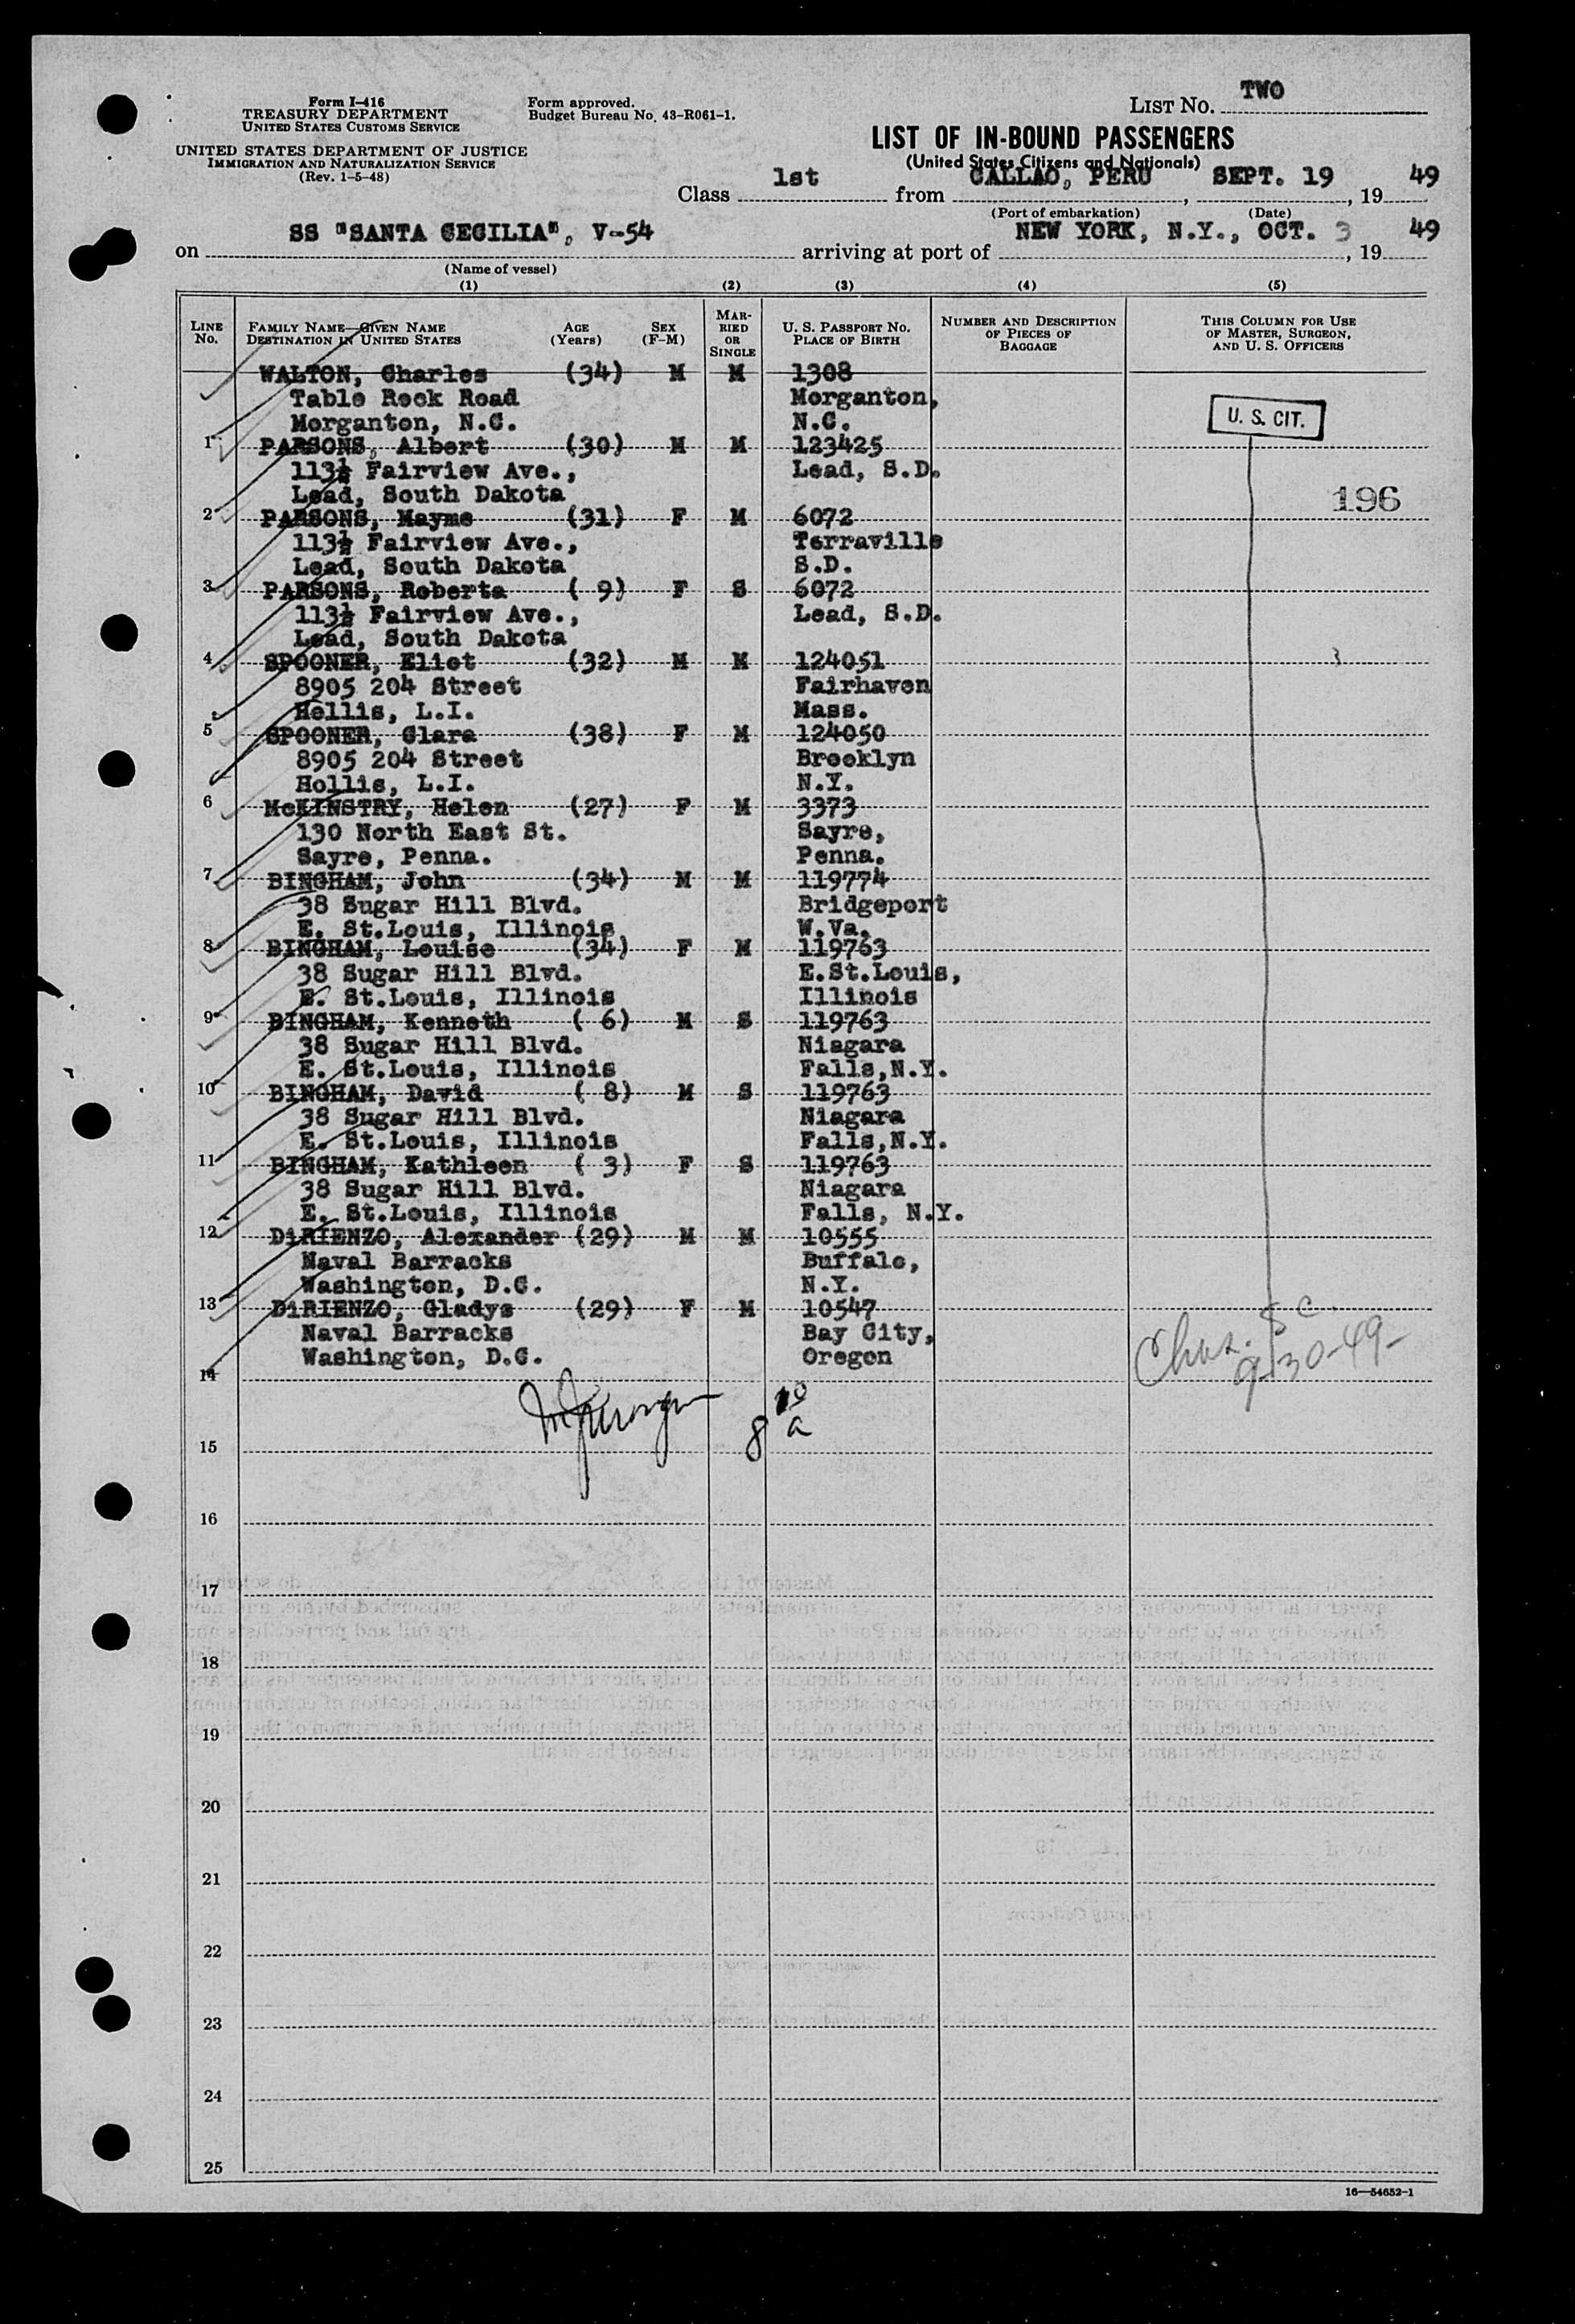 Form I-416
TREASURY DEPARTMENT
UNITED STATES CUSTOMS SERVICE
UNITED STATES DEPARTMENT OF JUSTICE
IMMIGRATION AND NATURALIZATION SERVICE
(Rev. 1-5-48)
Form approved.
Budget Bureau No. 43-R061-1.
LIST NO. TWO
LIST OF IN-BOUND PASSENGERS
(United States Citizens and Nationals)
Class 1st from CALLAO, PERU, SEPT. 19, 19 49
(Port of embarkation) (Date)
on SS "SANTA CECILIA", V-54 arriving at port of NEW YORK, N.Y., OCT. 3, 19 49
(Name of vessel)
(1) (2) (3) (4) (5)
LINE NO.
FAMILY NAME—GIVEN NAME
DESTINATION IN UNITED STATES
AGE (Years)
SEX (F-M)
MARRIED OR SINGLE
U. S. PASSPORT NO.
PLACE OF BIRTH
NUMBER AND DESCRIPTION OF PIECES OF BAGGAGE
THIS COLUMN FOR USE OF MASTER, SURGEON, AND U. S. OFFICERS
WALTON, Charles (34) M M 1308
Table Rock Road Morganton,
Morganton, N.C. N.C.
U. S. CIT.
1 PARSONS, Albert (30) M M 123425
113½ Fairview Ave., Lead, S.D.
Lead, South Dakota
196
2 PARSONS, Mayme (31) F M 6072
113½ Fairview Ave., Terraville
Lead, South Dakota S.D.
3 PARSONS, Roberta ( 9) F S 6072
113½ Fairview Ave., Lead, S.D.
Lead, South Dakota
4 SPOONER, Eliot (32) M M 124051 3
8905 204 Street Fairhaven
Hollis, L.I. Mass.
5 SPOONER, Clara (38) F M 124050
8905 204 Street Brooklyn
Hollis, L.I. N.Y.
6 McKINSTRY, Helen (27) F M 3373
130 North East St. Sayre,
Sayre, Penna. Penna.
7 BINGHAM, John (34) M M 119774
38 Sugar Hill Blvd. Bridgeport
E. St.Louis, Illinois W.Va.
8 BINGHAM, Louise (34) F M 119763
38 Sugar Hill Blvd. E.St.Louis,
E. St.Louis, Illinois Illinois
9 BINGHAM, Kenneth ( 6) M S 119763
38 Sugar Hill Blvd. Niagara
E. St.Louis, Illinois Falls,N.Y.
10 BINGHAM, David ( 8) M S 119763
38 Sugar Hill Blvd. Niagara
E. St.Louis, Illinois Falls,N.Y.
11 BINGHAM, Kathleen ( 3) F S 119763
38 Sugar Hill Blvd. Niagara
E. St.Louis, Illinois Falls, N.Y.
12 DiRIENZO, Alexander (29) M M 10555
Naval Barracks Buffalo,
Washington, D.C. N.Y.
13 DiRIENZO, Gladys (29) F M 10547
Naval Barracks Bay City,
Washington, D.C. Oregon
Chas. S C
9-30-49-
14
15
16
17
18
19
20
21
22
23
24
25
16—54652-1